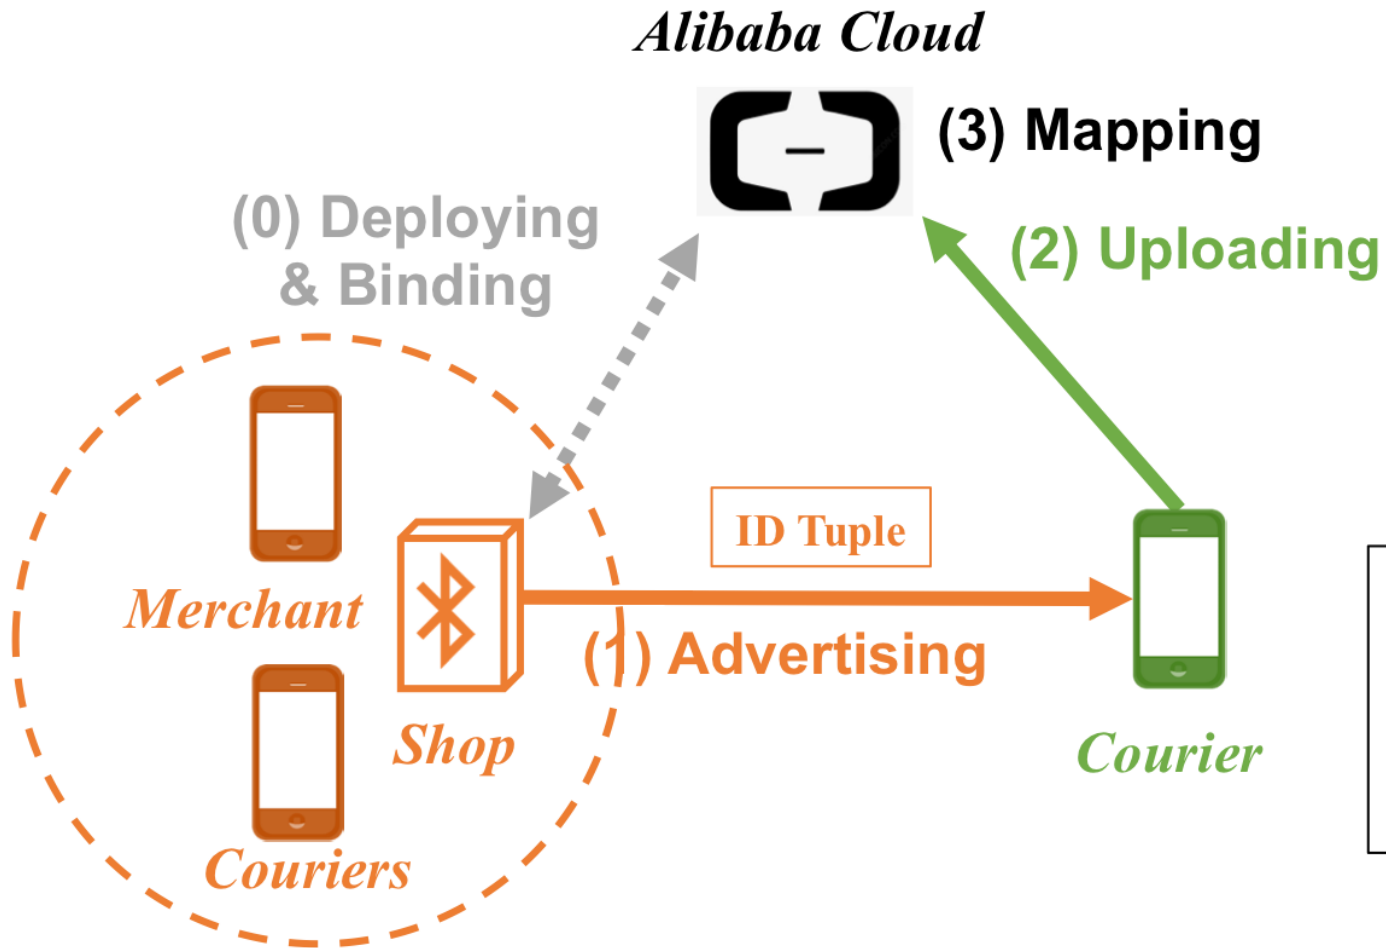 Alibaba Cloud
(3) Mapping
(0) Deploying
& Binding
(2) Uploading
ID Tuple
Merchant
(1) Advertising
Shop
Courier
Couriers